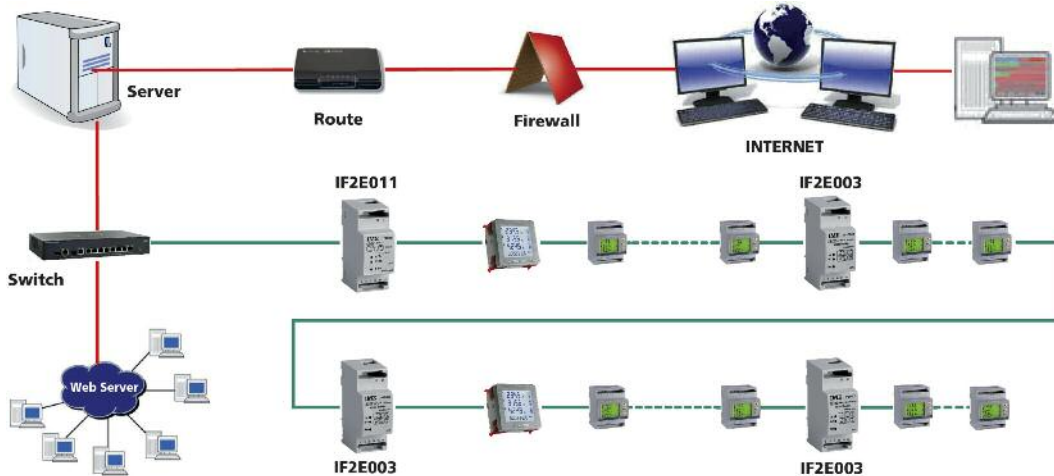 Server
Route
Firewall
INTERNET
IF2E011
IF2E003
Switch
Web Server
IF2E003
IF2E003